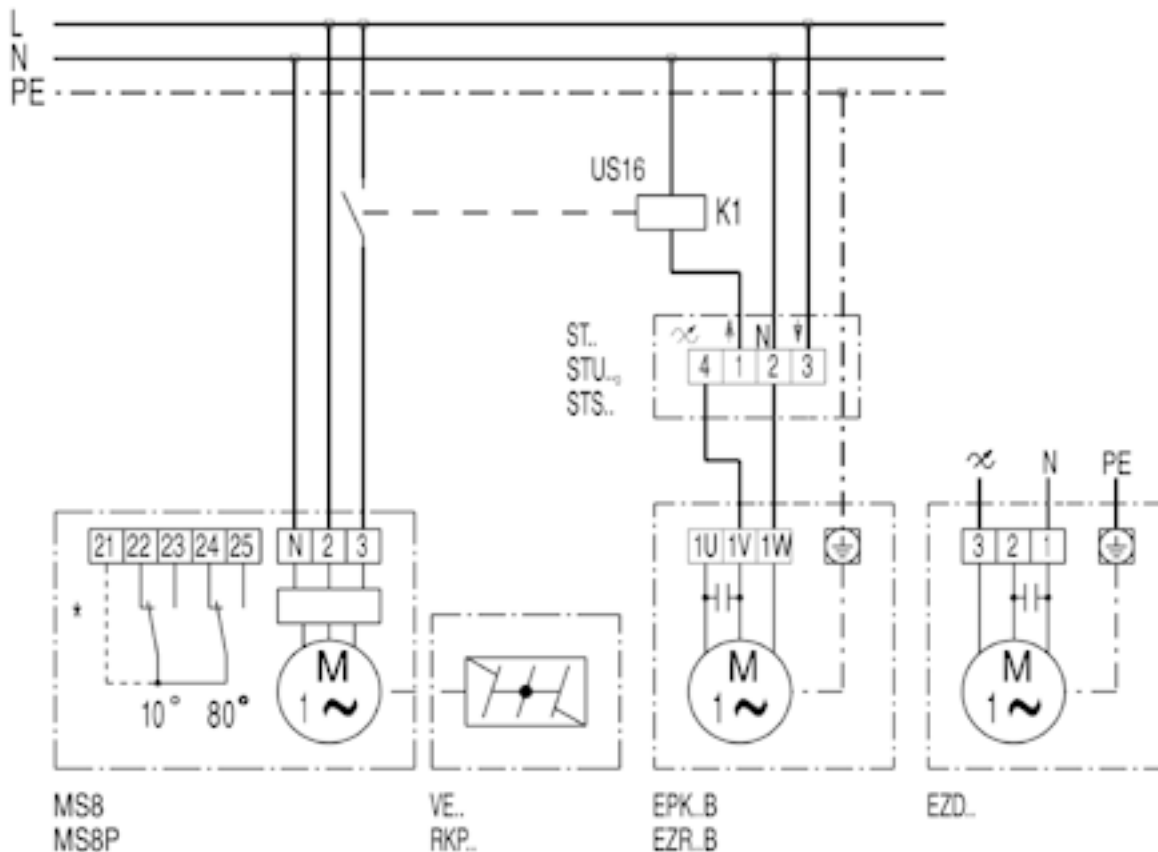 L
N
PE
US16
K1
ST..
STU..
STS..
N
4 1 2 3
N PE
21 22 23 24 25
N 2 3
1U 1V 1W
3 2 1
*
10° 80°
M
1 ~
M
1 ~
M
1 ~
MS8
MS8P
VE..
RKP..
EPK..B
EZR..B
EZD..